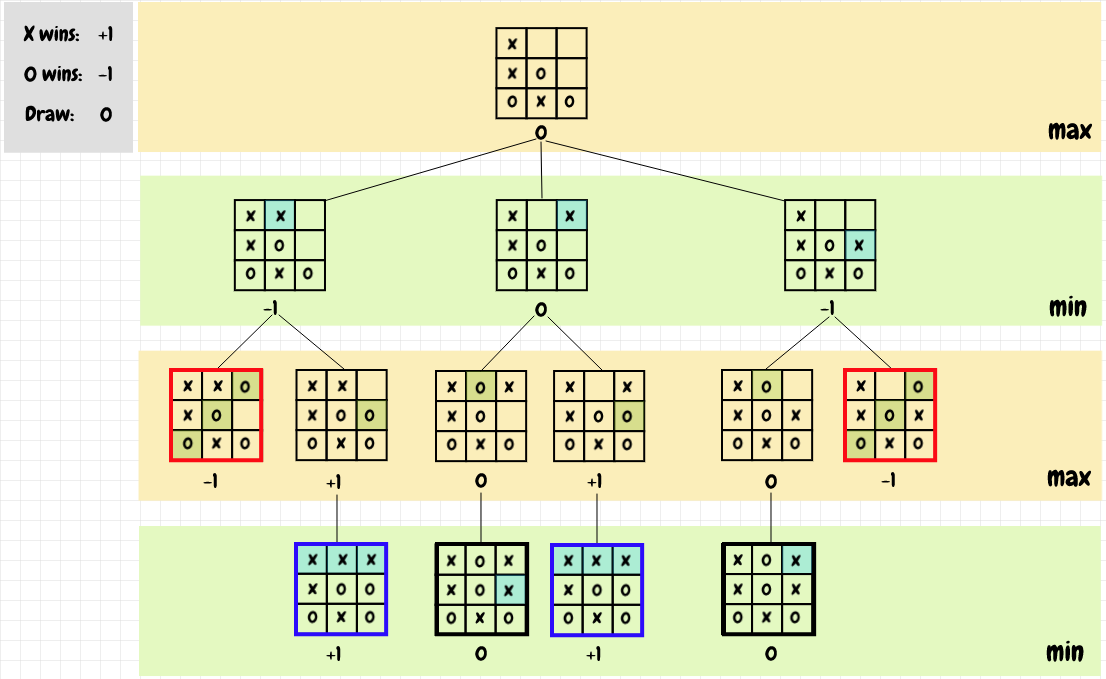 X wins: +1
O wins: -1
Draw: 0
X
X O
O X O
0
max
X X
X O
O X O
X X
X O
O X O
X
X O X
O X O
-1 0 -1
min
X X O
X O
O X O
X X
X O O
O X O
X O X
X O
O X O
X X
X O O
O X O
X O
X O X
O X O
X O
X O X
O X O
-1 +1 0 +1 0 -1
max
X X X
X O O
O X O
X O X
X O X
O X O
X X X
X O O
O X O
X O X
X O X
O X O
+1 0 +1 0
min